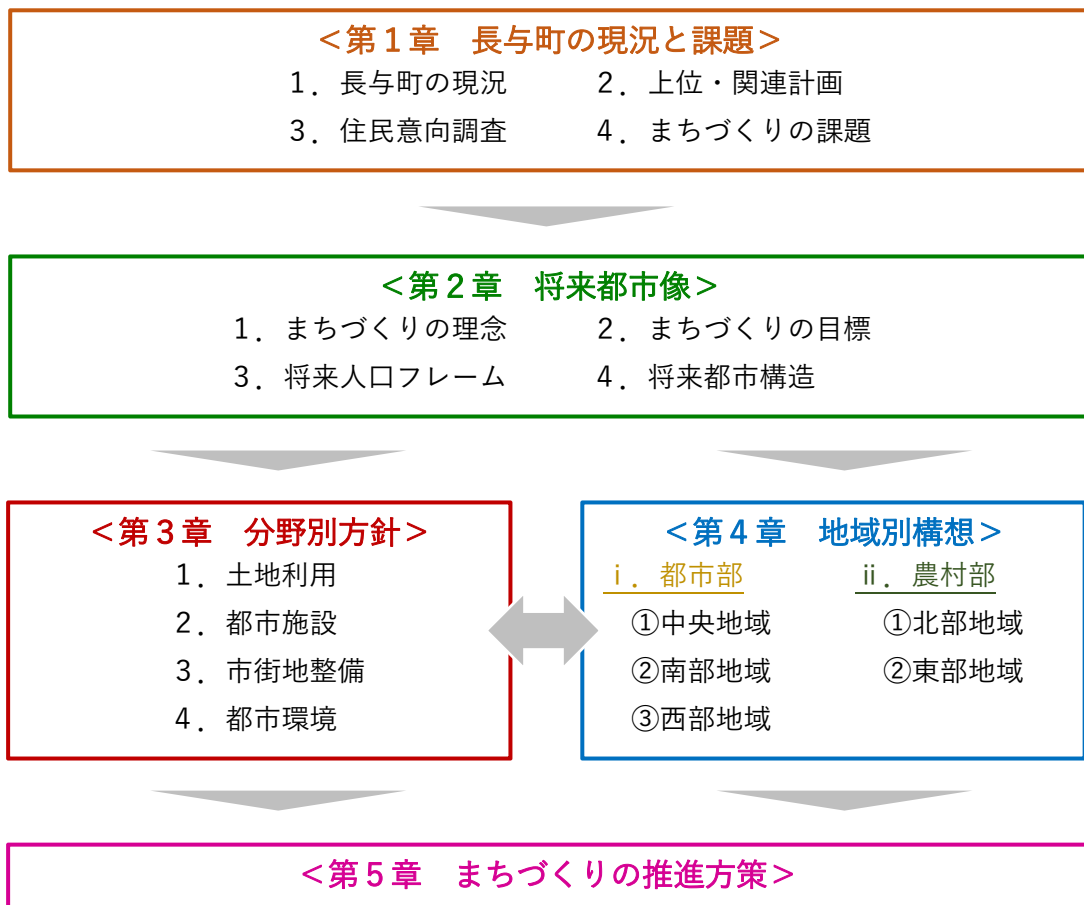 ＜第１章　長与町の現況と課題＞
1．長与町の現況　2．上位・関連計画
3．住民意向調査　4．まちづくりの課題
＜第２章　将来都市像＞
1．まちづくりの理念　2．まちづくりの目標
3．将来人口フレーム　4．将来都市構造
＜第３章　分野別方針＞
1．土地利用
2．都市施設
3．市街地整備
4．都市環境
＜第４章　地域別構想＞
ⅰ．都市部
①中央地域
②南部地域
③西部地域
ⅱ．農村部
①北部地域
②東部地域
＜第５章　まちづくりの推進方策＞